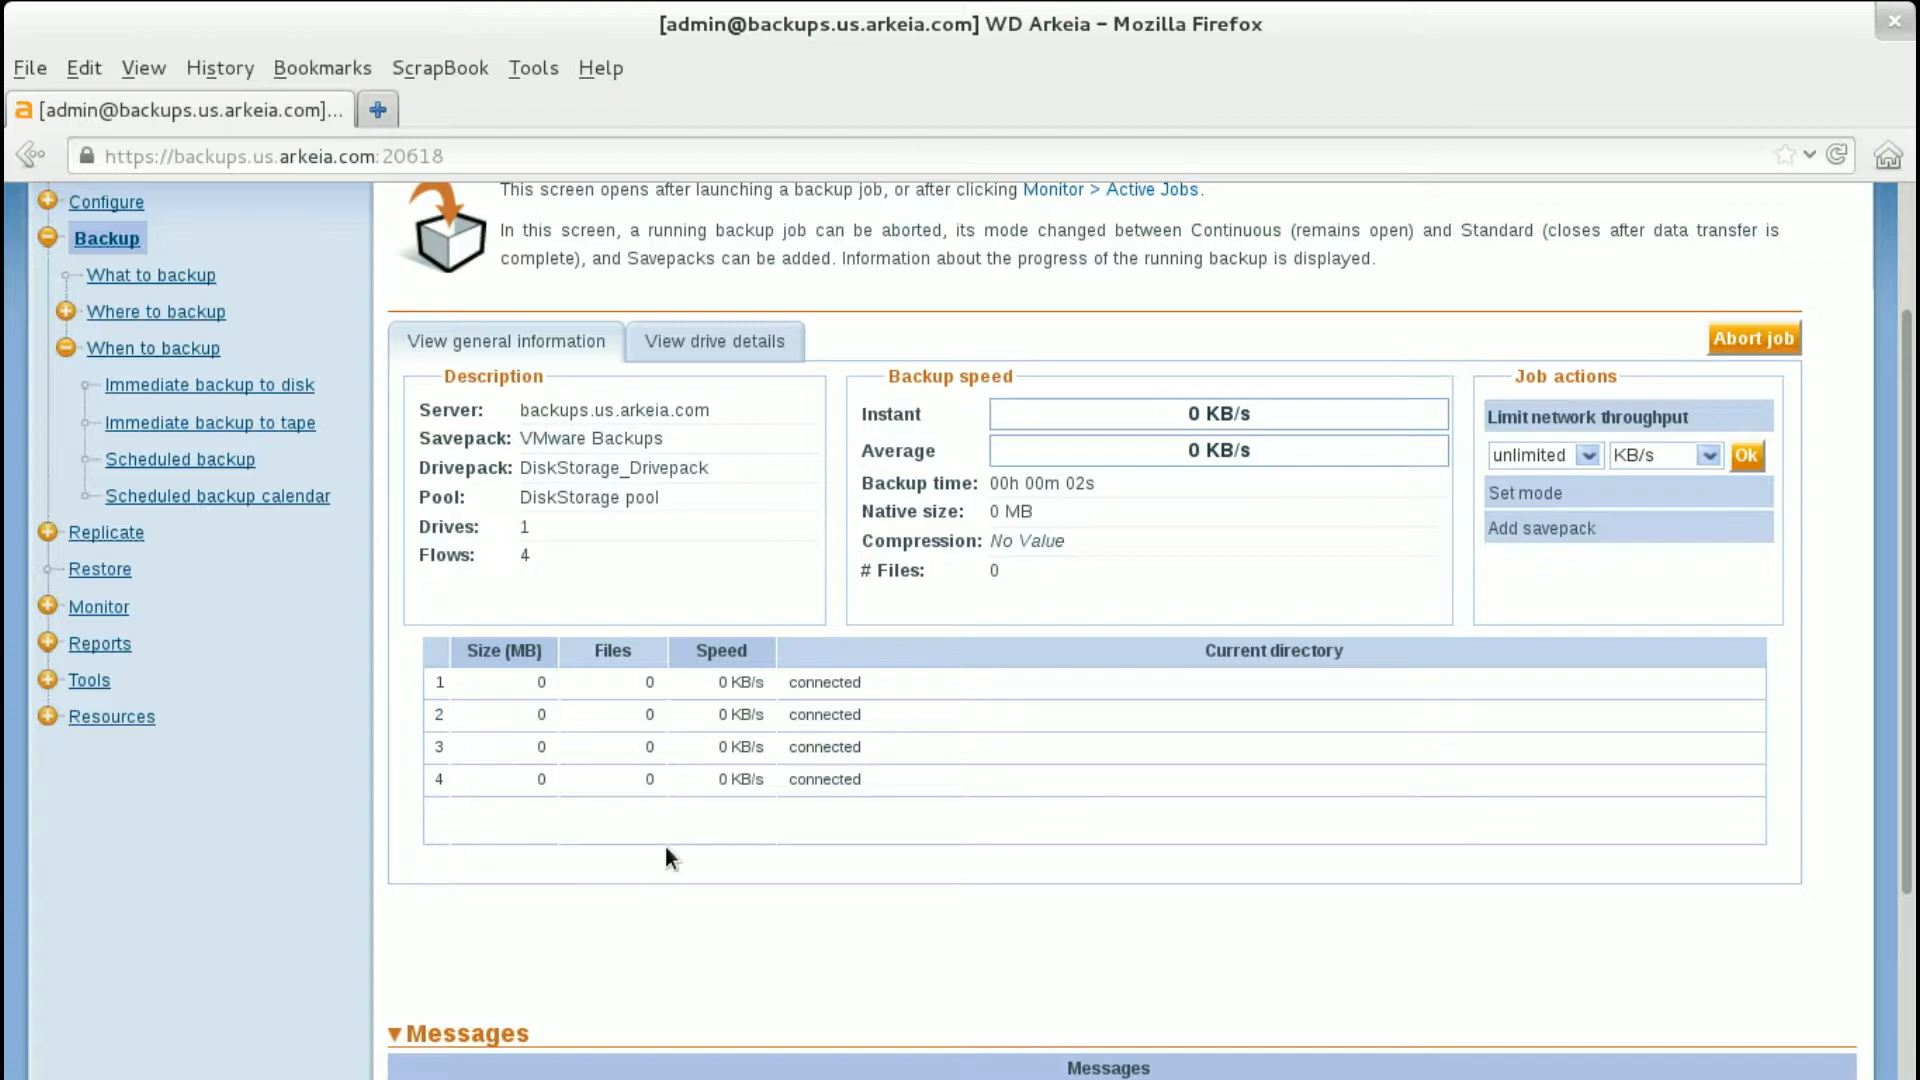 [admin@backups.us.arkeia.com] WD Arkeia – Mozilla Firefox
File Edit View History Bookmarks ScrapBook Tools Help
[admin@backups.us.arkeia.com]...
https://backups.us.arkeia.com:20618
Configure
Backup
What to backup
Where to backup
When to backup
Immediate backup to disk
Immediate backup to tape
Scheduled backup
Scheduled backup calendar
Replicate
Restore
Monitor
Reports
Tools
Resources
This screen opens after launching a backup job, or after clicking Monitor > Active Jobs.
In this screen, a running backup job can be aborted, its mode changed between Continuous (remains open) and Standard (closes after data transfer is
complete), and Savepacks can be added. Information about the progress of the running backup is displayed.
View general information View drive details Abort job
Description
Server: backups.us.arkeia.com
Savepack: VMware Backups
Drivepack: DiskStorage_Drivepack
Pool: DiskStorage pool
Drives: 1
Flows: 4
Backup speed
Instant 0 KB/s
Average 0 KB/s
Backup time: 00h 00m 02s
Native size: 0 MB
Compression: No Value
# Files: 0
Job actions
Limit network throughput
unlimited KB/s Ok
Set mode
Add savepack
Size (MB) Files Speed Current directory
1 0 0 0 KB/s connected
2 0 0 0 KB/s connected
3 0 0 0 KB/s connected
4 0 0 0 KB/s connected
Messages
Messages